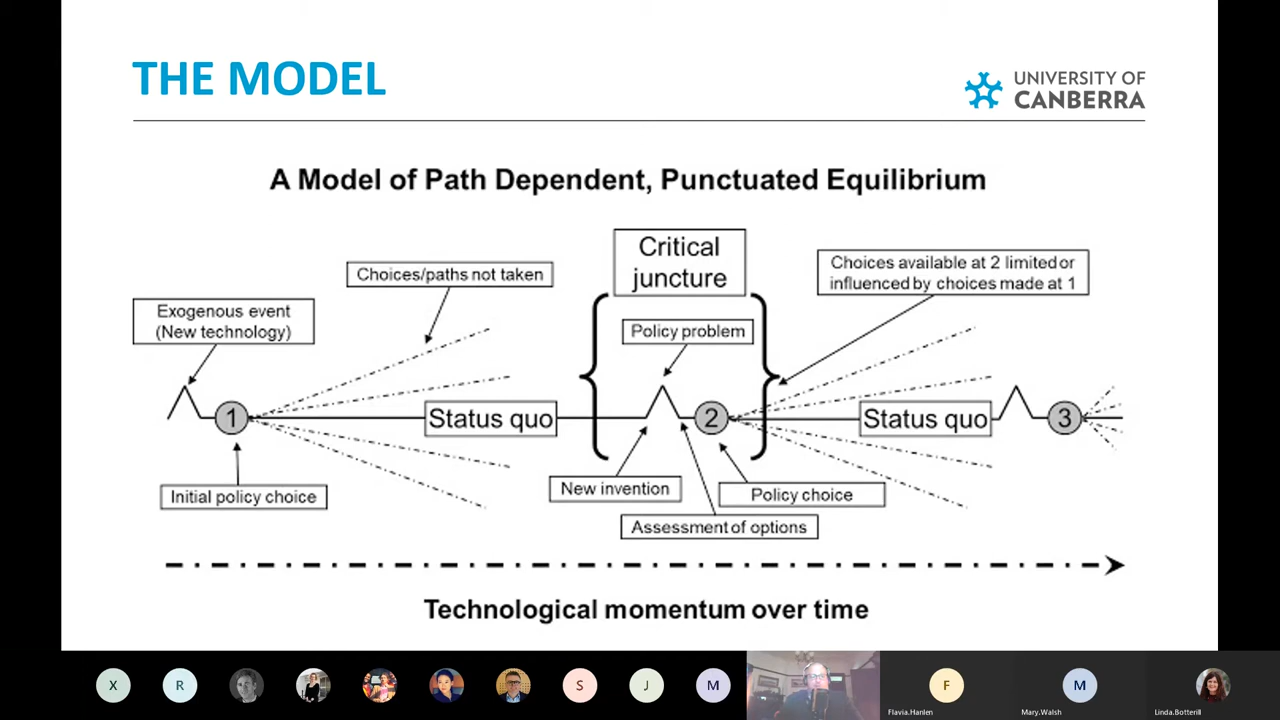 THE MODEL
UNIVERSITY OF
CANBERRA
A Model of Path Dependent, Punctuated Equilibrium
Critical
juncture
Choices/paths not taken
Choices available at 2 limited or
influenced by choices made at 1
Exogenous event
(New technology)
Policy problem
1
Status quo
2
Status quo
3
Initial policy choice
New invention
Policy choice
Assessment of options
Technological momentum over time
X
R
S
J
M
F
M
Flavia.Hanlen
Mary.Walsh
Linda.Botterill